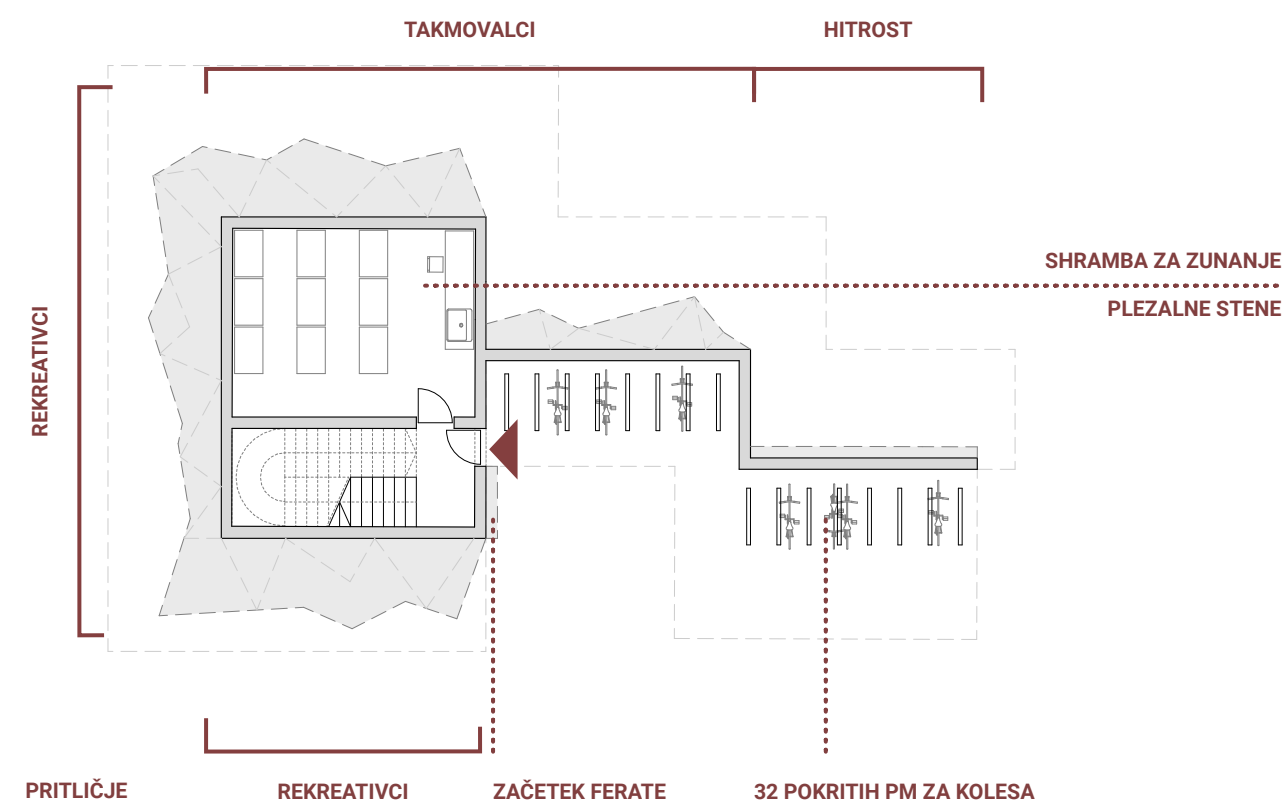 TAKMOVALCI
HITROST
SHRAMBA ZA ZUNANJE
PLEZALNE STENE
REKREATIVCI
PRITLIČJE
REKREATIVCI
ZAČETEK FERATE
32 POKRITIH PM ZA KOLESA